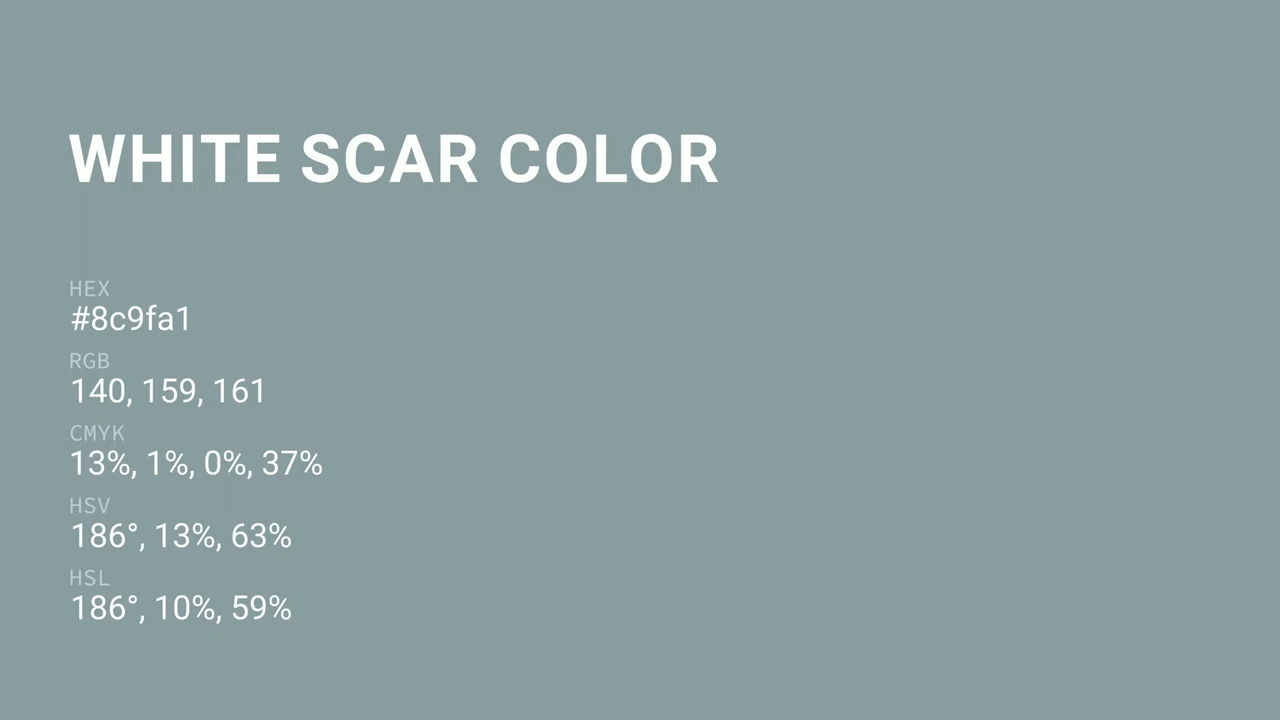 WHITE SCAR COLOR
HEX
#8c9fa1
RGB
140, 159, 161
CMYK
13%, 1%, 0%, 37%
HSV
186°, 13%, 63%
HSL
186°, 10%, 59%